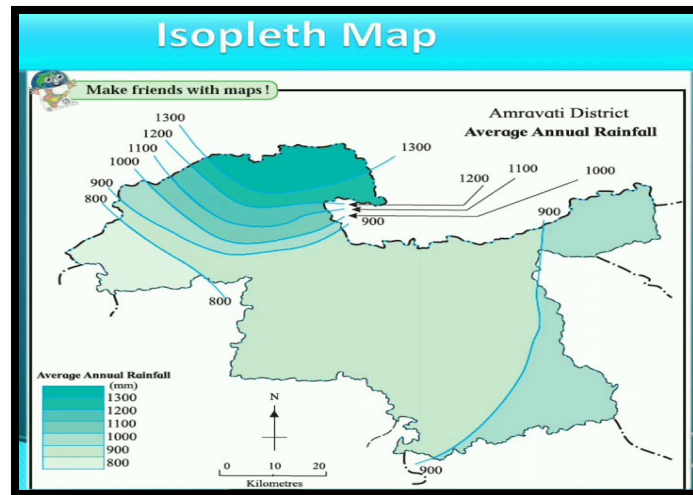 Isopleth Map
Make friends with maps !
Amravati District
Average Annual Rainfall
1300
1200
1100
1000
900
800
1300
1200
1100
1000
900
900
800
900
Average Annual Rainfall
(mm)
1300
1200
1100
1000
900
800
N
0 10 20
Kilometres